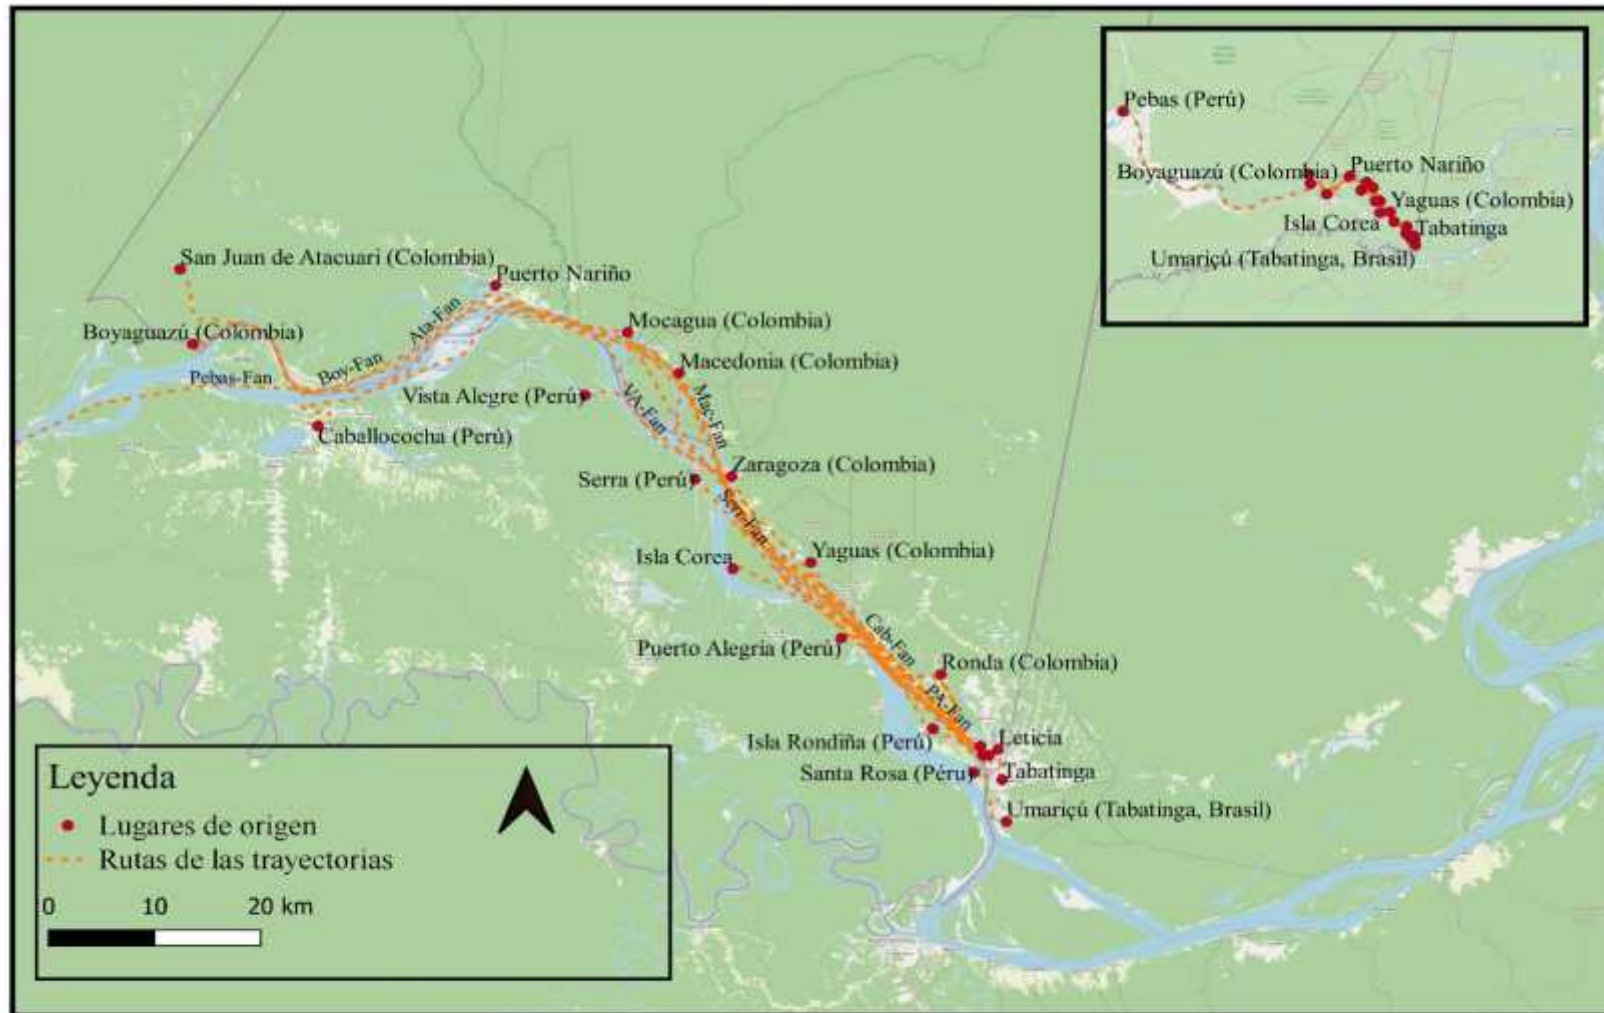 Pebas (Perú)
Boyaguazú (Colombia)
Puerto Nariño
Yaguas (Colombia)
Isla Corea
Tabatinga
Umariçú (Tabatinga, Brasil)
San Juan de Atacuari (Colombia)
Puerto Nariño
Boyaguazú (Colombia)
Ata-Fan
Boy-Fan
Pebas-Fan
Mocagua (Colombia)
Macedonia (Colombia)
Vista Alegre (Perú)
VA-Fan
Mac-Fan
Caballococha (Perú)
Zaragoza (Colombia)
Serra (Perú)
Serr-Fan
Isla Corea
Yaguas (Colombia)
Cab-Fan
Puerto Alegria (Perú)
Ronda (Colombia)
PA-Fan
Isla Rondiña (Perú)
Leticia
Santa Rosa (Péru)
Tabatinga
Umariçú (Tabatinga, Brasil)
Leyenda
Lugares de origen
Rutas de las trayectorias
0 10 20 km